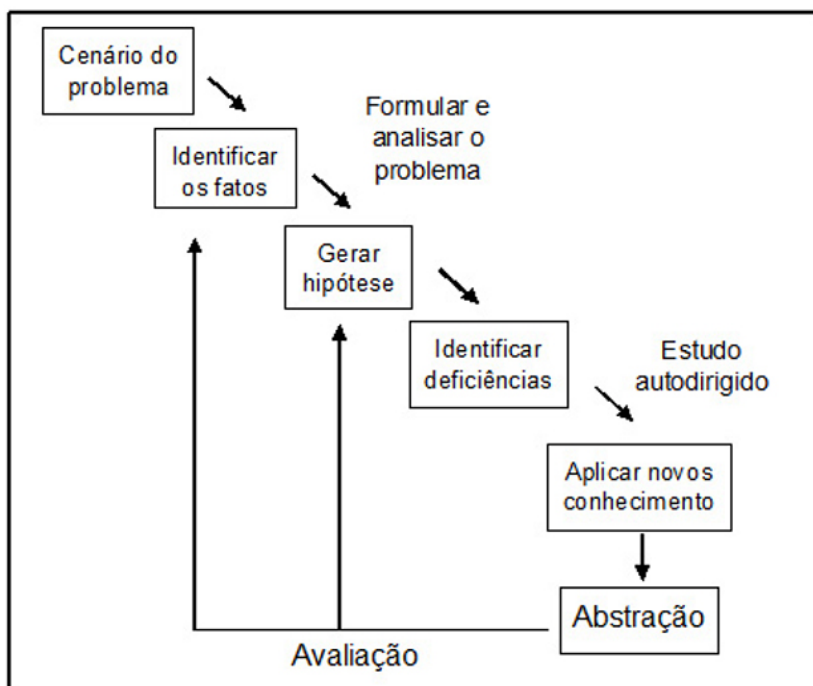 Cenário do
problema
Formular e
analisar o
problema
Identificar
os fatos
Gerar
hipótese
Identificar
deficiências
Estudo
autodirigido
Aplicar novos
conhecimento
Abstração
Avaliação